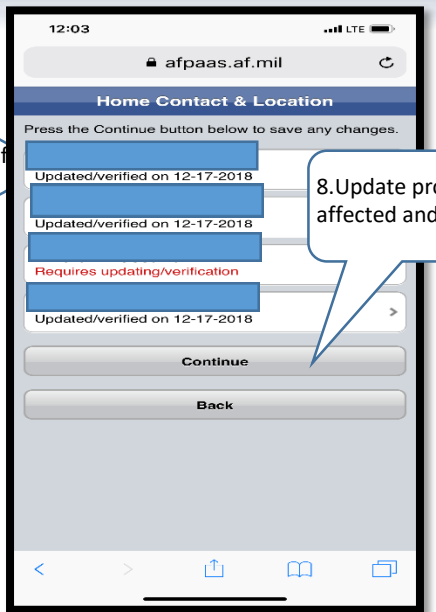 12:03 LTE
afpaas.af.mil
Home Contact & Location
Press the Continue button below to save any changes.
Updated/verified on 12-17-2018
Updated/verified on 12-17-2018
Requires updating/verification
Updated/verified on 12-17-2018
Continue
Back
8.Update pro
affected and